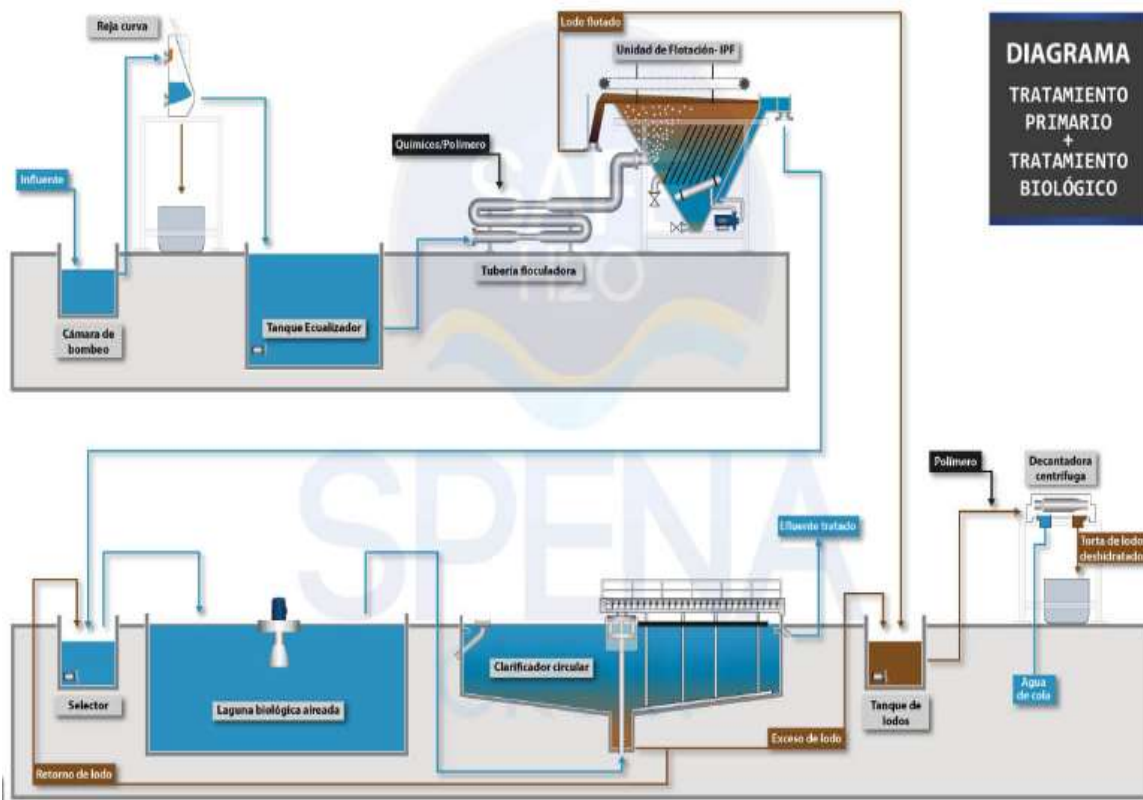 Reja curva
Lodo flotado
Unidad de Flotación- IPF
DIAGRAMA
TRATAMIENTO
PRIMARIO
+
TRATAMIENTO
BIOLÓGICO
Químicos/Polímero
Influente
Tubería floculadora
Tanque Ecualizador
Cámara de
bombeo
SPENA
H2O
Polímero
Decantadora
centrífuga
Efluente tratado
Torta de lodo
deshidratado
Clarificador circular
Selector
Laguna biológica aireada
Tanque de
lodos
Agua
de cola
Exceso de lodo
Retorno de lodo